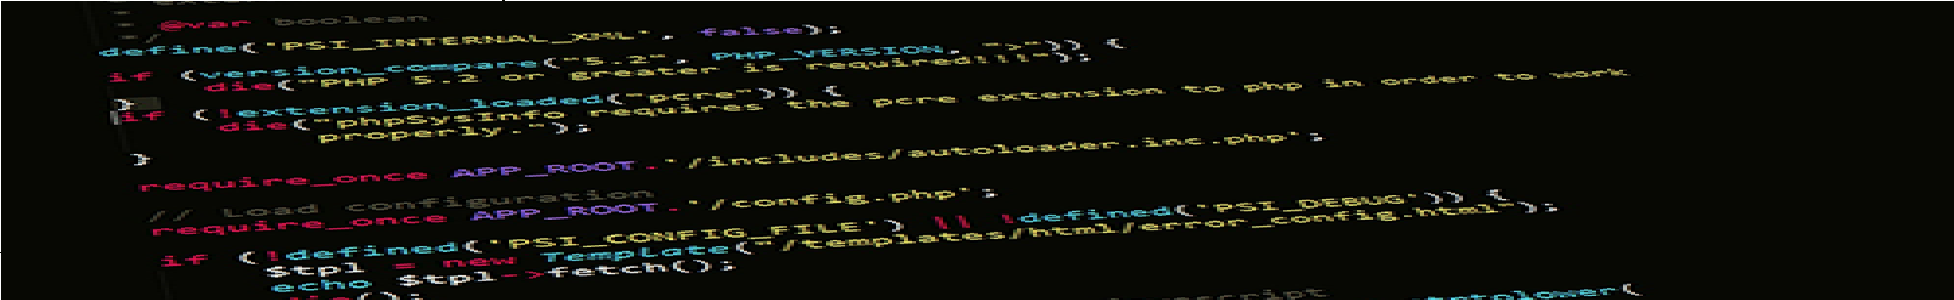 * @var boolean
*/
define('PSI_INTERNAL_XML', false);
if (version_compare("5.2", PHP_VERSION, ">")) {
die("PHP 5.2 or greater is required!!!");
}
if (!extension_loaded("pcre")) {
die("phpSysInfo requires the pcre extension to php in order to work
properly.");
}
require_once APP_ROOT.'/includes/autoloader.inc.php';
// Load configuration
require_once APP_ROOT.'/config.php';
if (!defined('PSI_CONFIG_FILE') || !defined('PSI_DEBUG')) {
$tpl = new Template("/templates/html/error_config.html");
echo $tpl->fetch();
die();